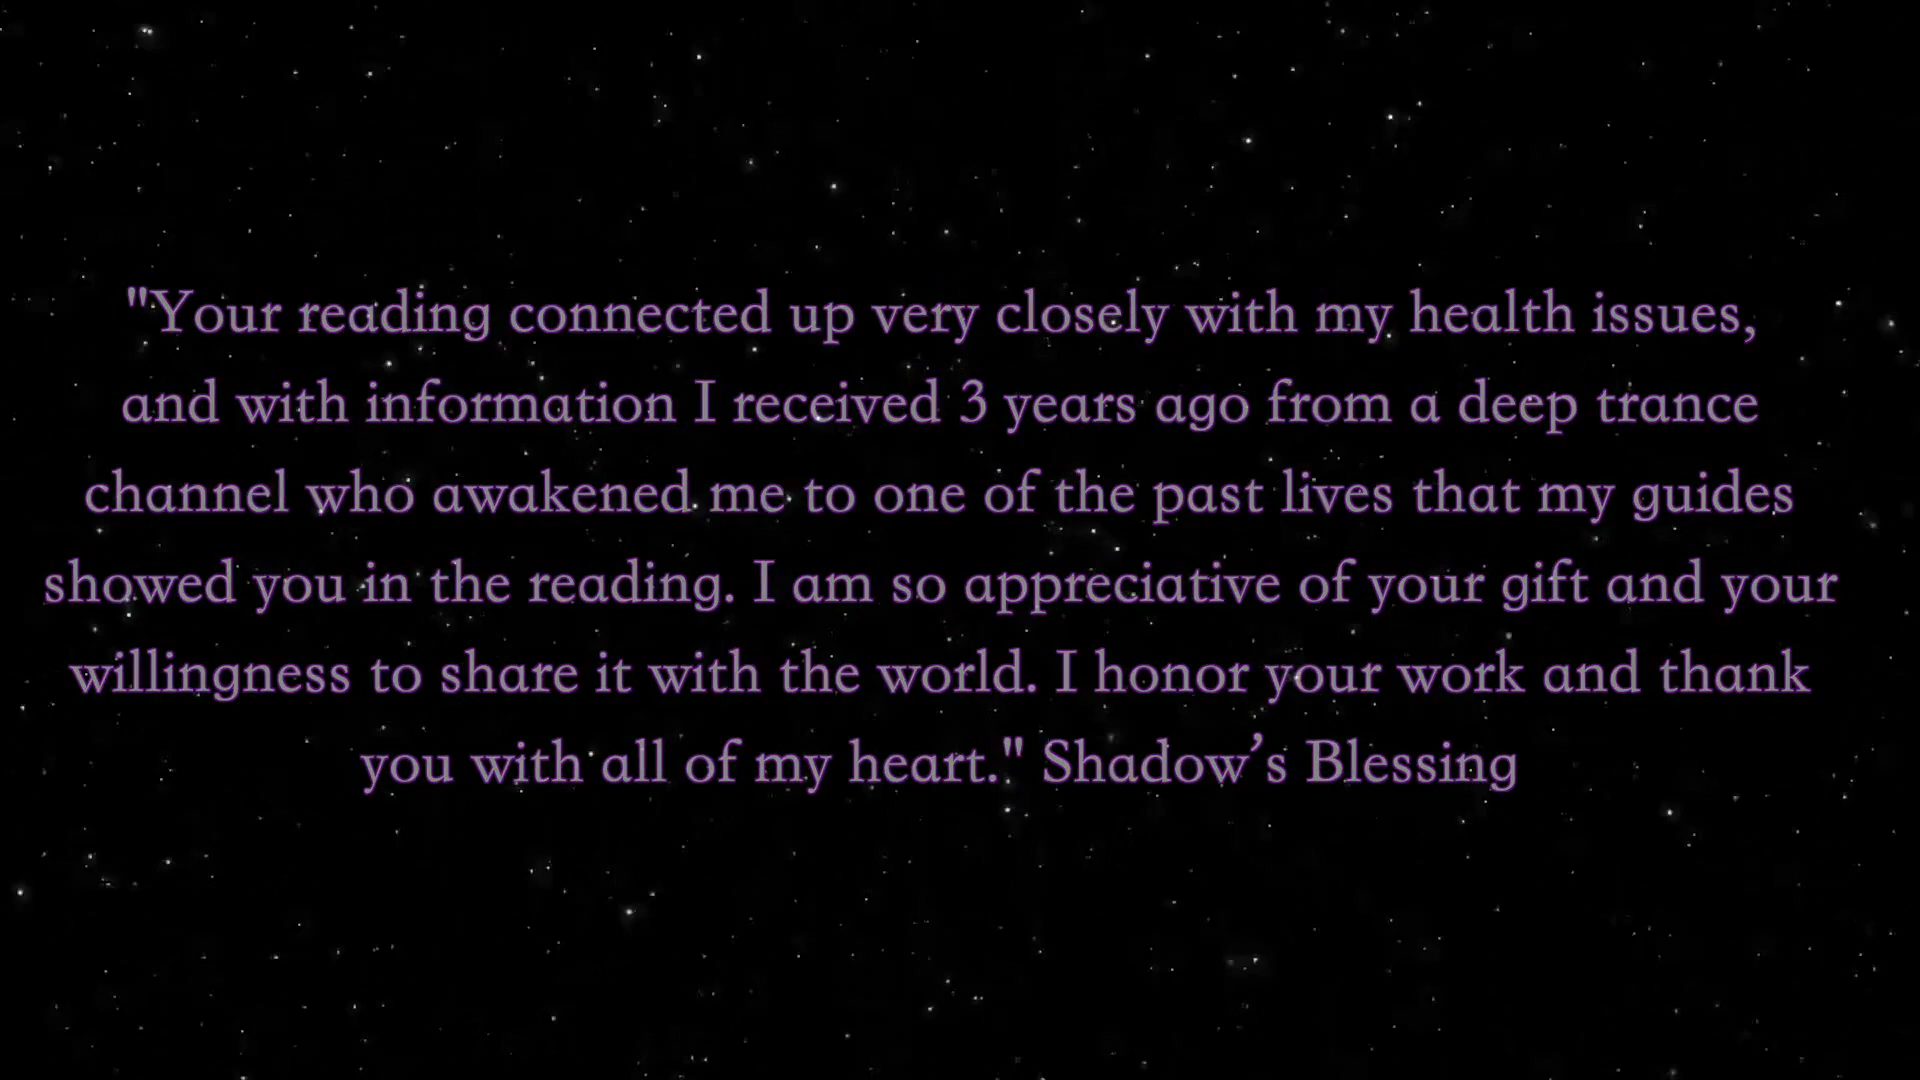 "Your reading connected up very closely with my health issues,
and with information I received 3 years ago from a deep trance
channel who awakened me to one of the past lives that my guides
showed you in the reading. I am so appreciative of your gift and your
willingness to share it with the world. I honor your work and thank
you with all of my heart." Shadow’s Blessing